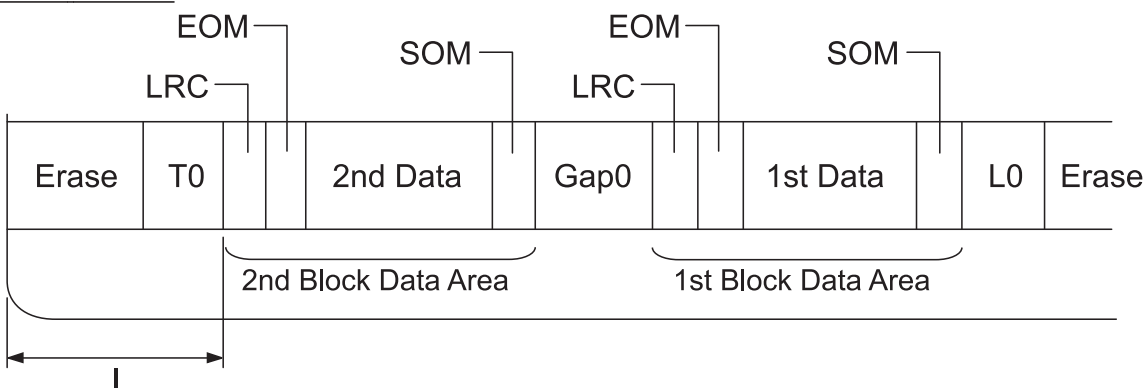 EOM
EOM
SOM
SOM
LRC
LRC
Erase
T0
2nd Data
Gap0
1st Data
L0
Erase
2nd Block Data Area
1st Block Data Area
L